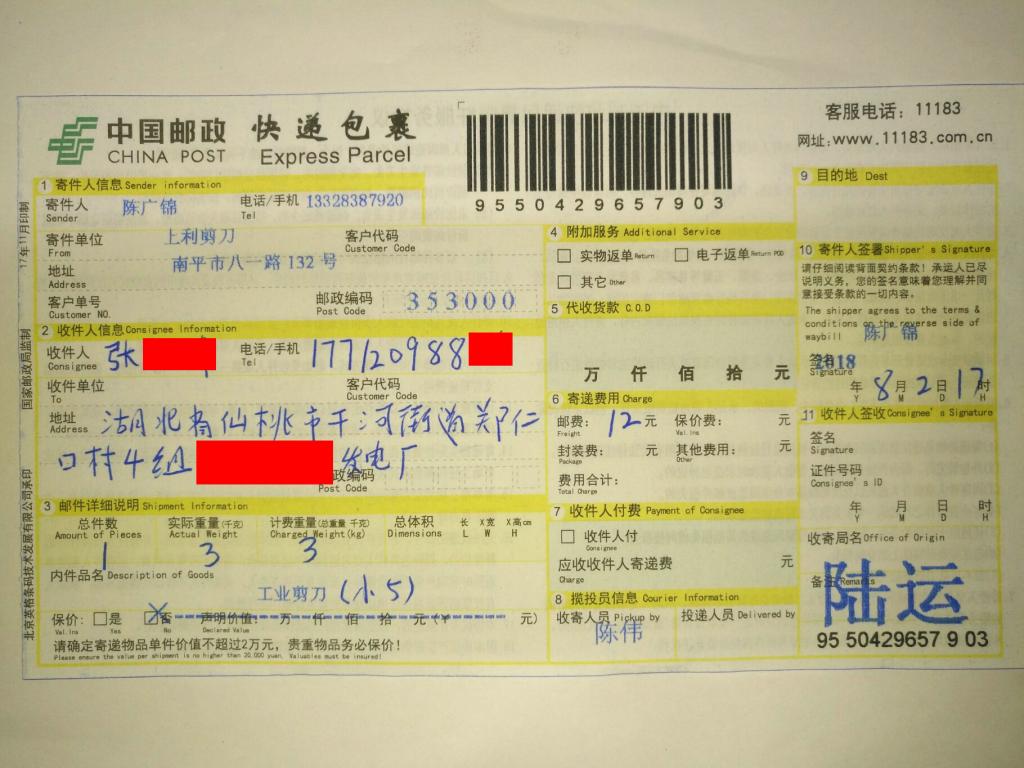 中国邮政 快递包裹
CHINA POST Express Parcel
9550429657903
客服电话：11183
网址：www.11183.com.cn
17年11月印制
国家邮政局监制
北京英格条码技术发展有限公司承印
1 寄件人信息 Sender information
寄件人 陈广锦 电话/手机 13328387920
Sender Tel
寄件单位 上利剪刀 客户代码
From Customer Code
地址 南平市八一路132号
Address
客户单号 邮政编码 353000
Customer NO. Post Code
2 收件人信息 Consignee Information
收件人 张 电话/手机 177120988
Consignee Tel
收件单位 客户代码
To Customer Code
地址 湖北省仙桃市干河街道郑仁
Address
口村4组 发电厂
政编码
Post Code
3 邮件详细说明 Shipment Information
总件数 实际重量(千克) 计费重量(总重量 千克) 总体积 长 X宽 X高cm
Amount of Pieces Actual Weight Charged Weight(kg) Dimensions L W H
1 3 3
内件品名 Description of Goods
工业剪刀 (小5)
保价: 是 否 声明价值: 万 仟 佰 拾 元(¥ 元)
Val.ins Yes No Declared Value
请确定寄递物品单件价值不超过2万元，贵重物品务必保价！
Please ensure the value per shipment is no higher than 20,000 yuan. Valuables must be insured!
4 附加服务 Additional Service
实物返单 Return 电子返单 Return POD
其它 Other
5 代收货款 C.O.D
万 仟 佰 拾 元
6 寄递费用 Charge
邮费: 12 元 保价费: 元
Freight Val.ins
封装费: 元 其他费用: 元
Package Other
费用合计: 元
Total Charge
7 收件人付费 Payment of Consignee
收件人付
Consignee
应收收件人寄递费 元
Charge
8 揽投员信息 Courier Information
收寄人员 Pickup by 投递人员 Delivered by
陈伟
9 目的地 Dest
10 寄件人签署 Shipper's Signature
请仔细阅读背面契约条款！承运人已尽
说明义务，您的签名意味着您理解并同
意接受条款的一切内容。
The shipper agrees to the terms &
conditions on the reverse side of
waybill 陈广锦
签名 2018
Signature
年 8月 2日 17时
Y M D H
11 收件人签收 Consignee's Signature
签名
Signature
证件号码
Consignee's ID
年 月 日 时
Y M D H
收寄局名 Office of Origin
备注 Remarks
陆运
95 50429657 9 03